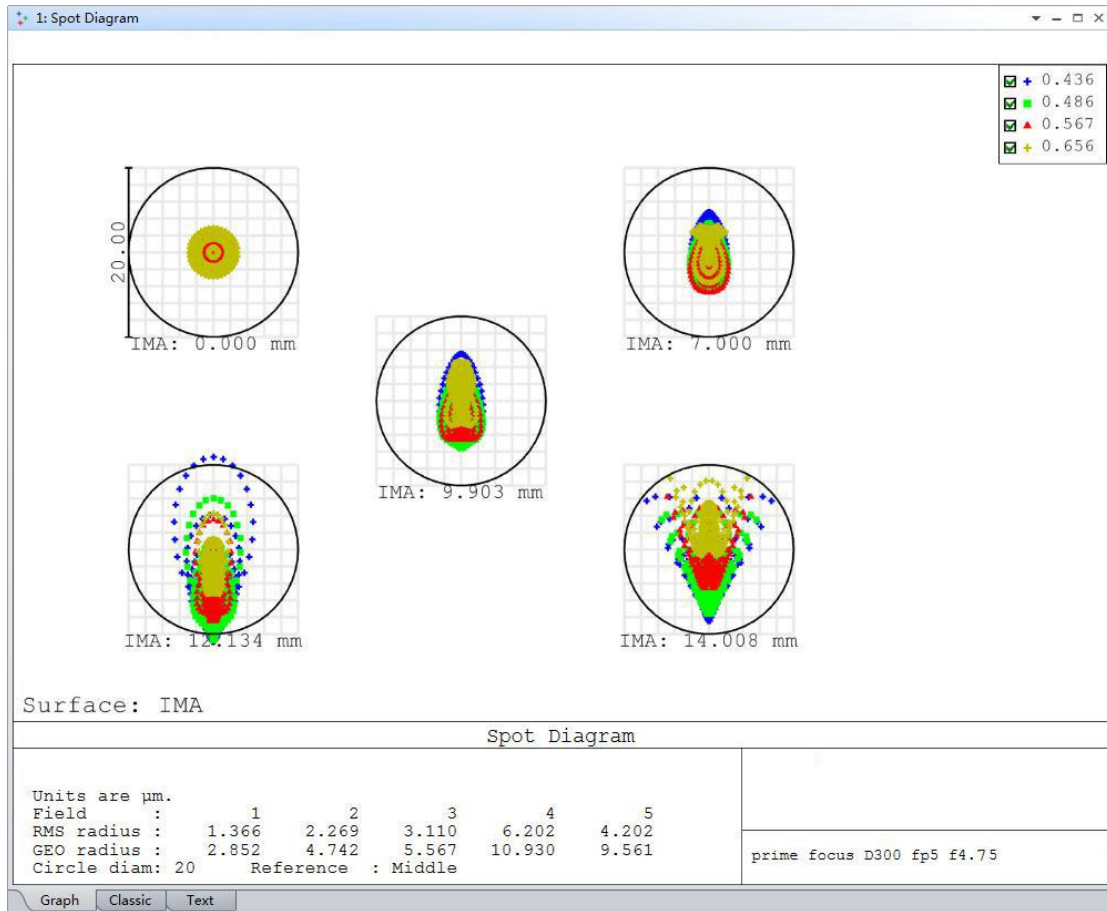 1: Spot Diagram
0.436
0.486
0.567
0.656
20.00
IMA: 0.000 mm
IMA: 7.000 mm
IMA: 9.903 mm
IMA: 12.134 mm
IMA: 14.008 mm
Surface: IMA
Spot Diagram
Units are µm.
Field : 1 2 3 4 5
RMS radius : 1.366 2.269 3.110 6.202 4.202
GEO radius : 2.852 4.742 5.567 10.930 9.561
Circle diam: 20 Reference : Middle
prime focus D300 fp5 f4.75
Graph Classic Text